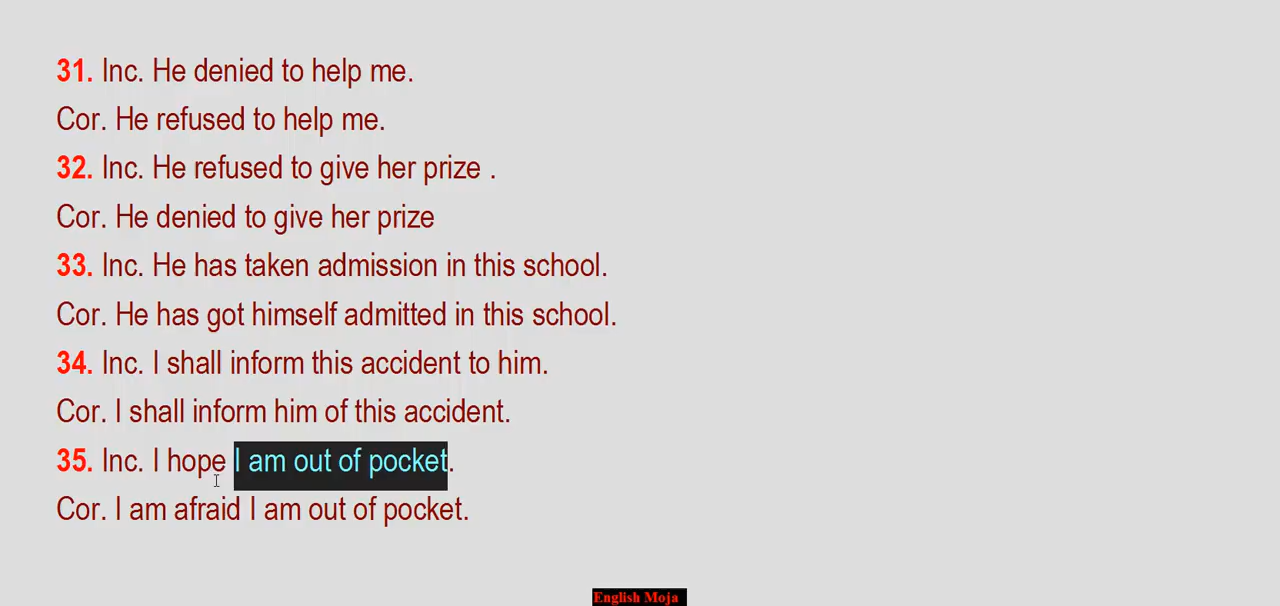 31. Inc. He denied to help me.
Cor. He refused to help me.
32. Inc. He refused to give her prize .
Cor. He denied to give her prize
33. Inc. He has taken admission in this school.
Cor. He has got himself admitted in this school.
34. Inc. I shall inform this accident to him.
Cor. I shall inform him of this accident.
35. Inc. I hope I am out of pocket.
Cor. I am afraid I am out of pocket.
English Moja